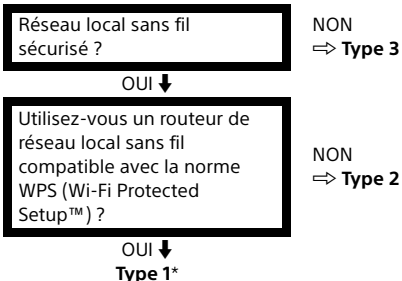 Réseau local sans fil
sécurisé ?
NON
⇨ Type 3
OUI ⬇
Utilisez-vous un routeur de
réseau local sans fil
compatible avec la norme
WPS (Wi-Fi Protected
Setup™) ?
NON
⇨ Type 2
OUI ⬇
Type 1*